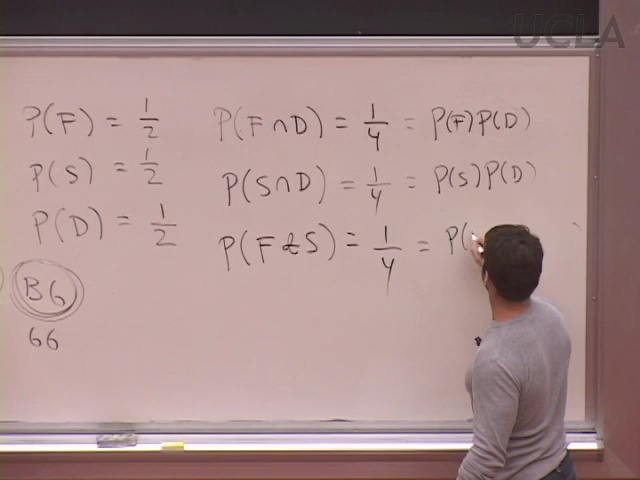 UCLA
P(F) = 1/2 P(F∩D) = 1/4 = P(F)P(D)
P(S) = 1/2 P(S∩D) = 1/4 = P(S)P(D)
P(D) = 1/2 P(F&S) = 1/4 = P(
B6
66